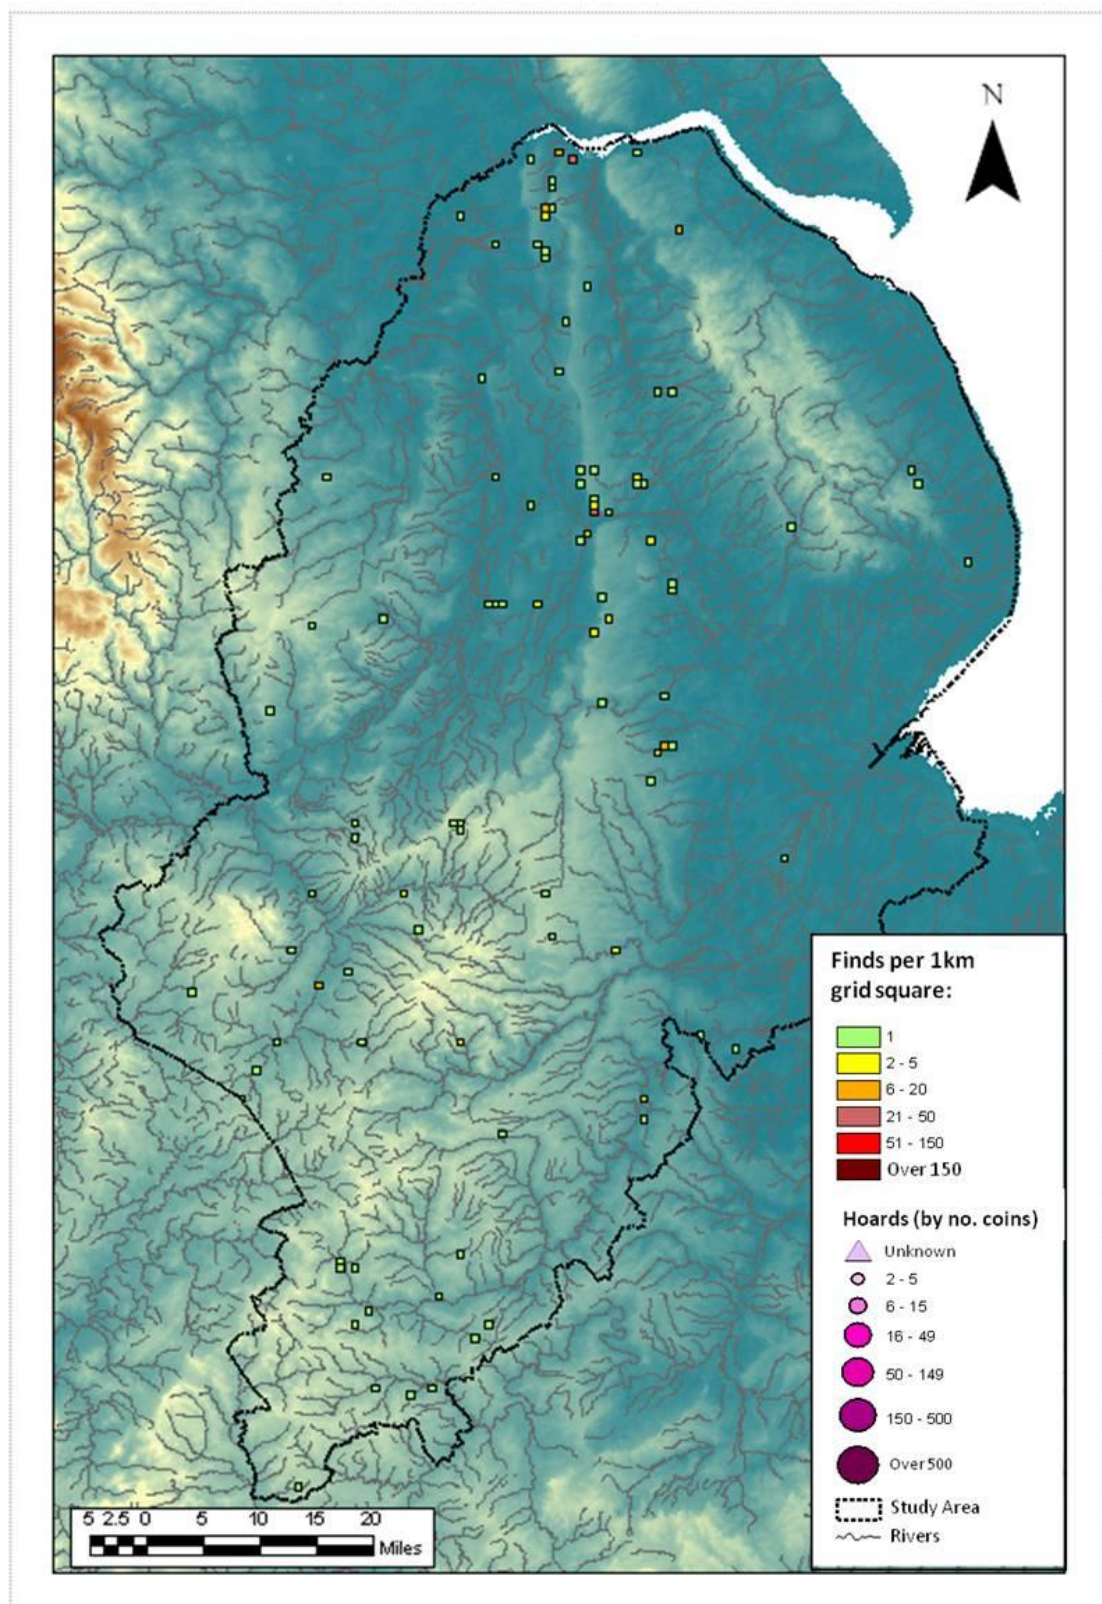 N
Finds per 1km
grid square:
1
2 - 5
6 - 20
21 - 50
51 - 150
Over 150
Hoards (by no. coins)
Unknown
2 - 5
6 - 15
16 - 49
50 - 149
150 - 500
Over 500
Study Area
Rivers
5 2.5 0 5 10 15 20
Miles